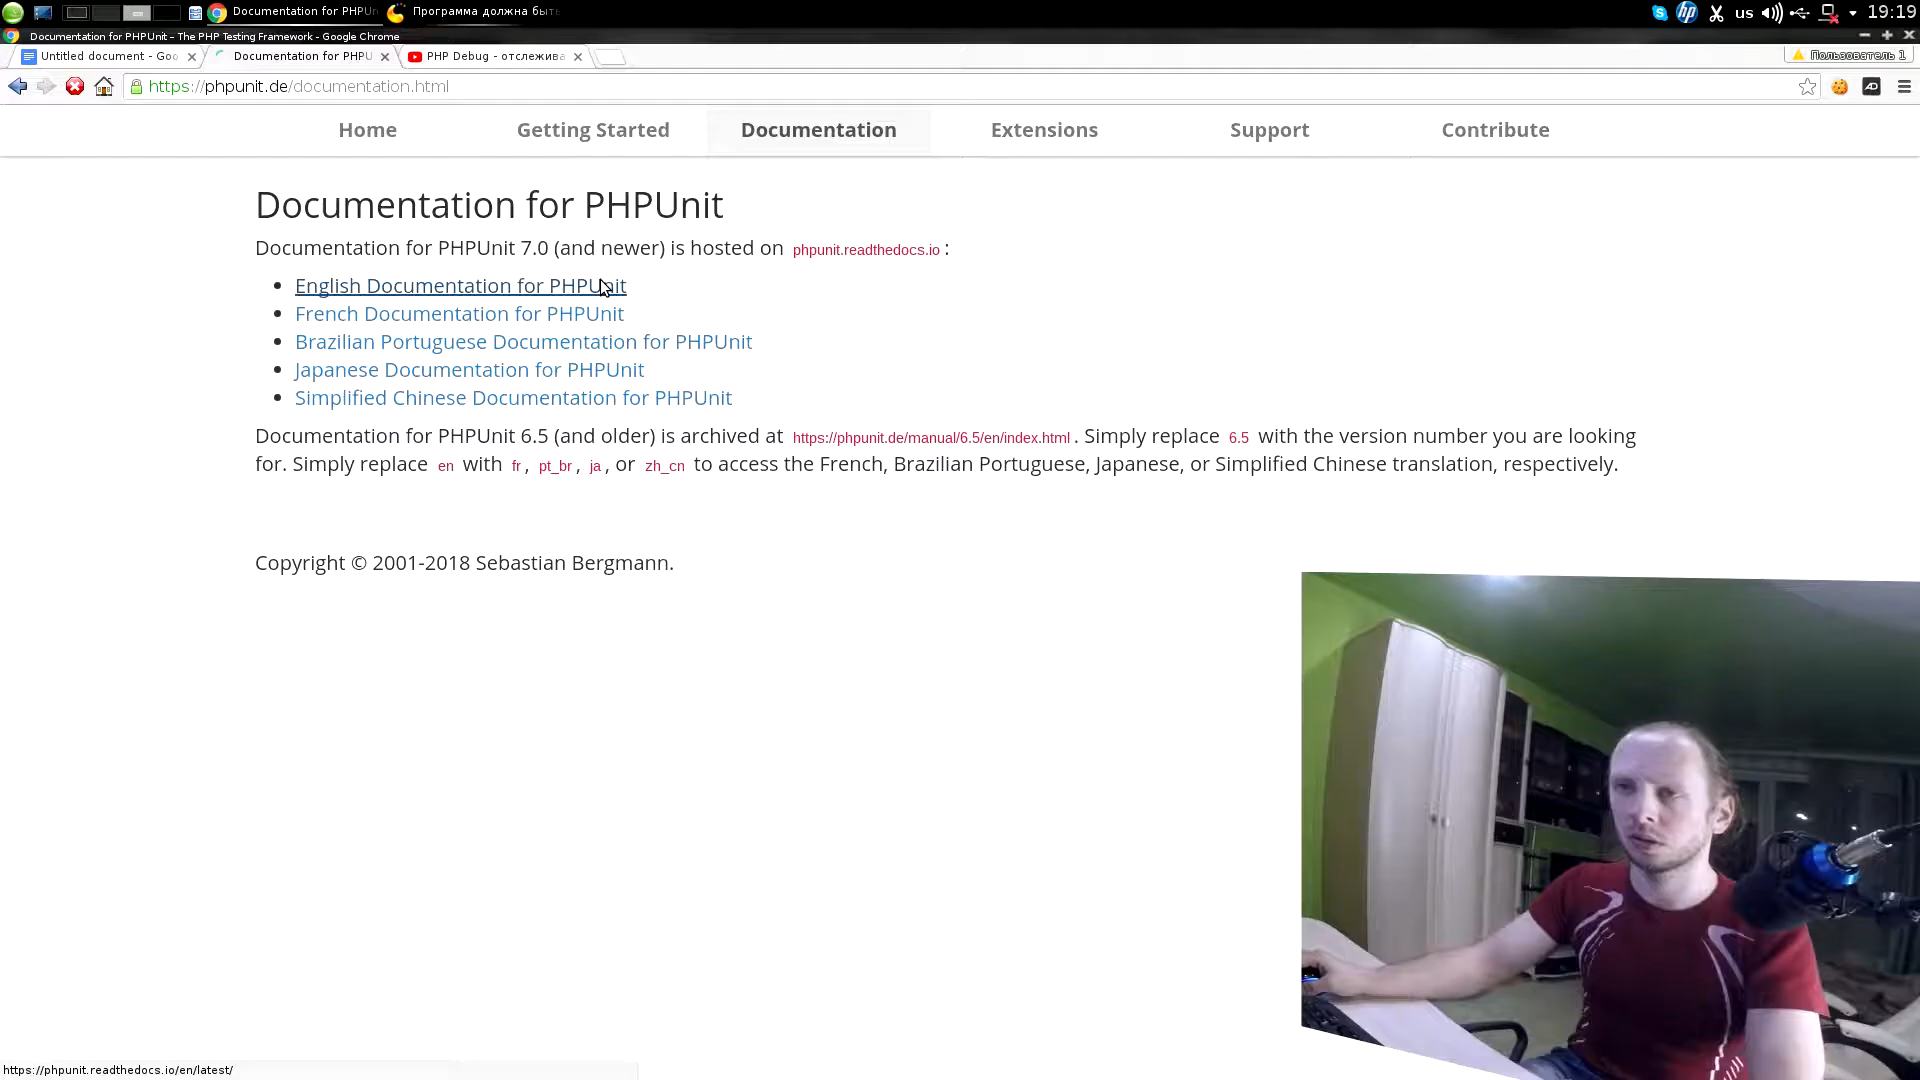 Documentation for PHPUn
Программа должна быть
us
19:19
Documentation for PHPUnit – The PHP Testing Framework - Google Chrome
Untitled document - Goo
Documentation for PHPU
PHP Debug - отслежива
Пользователь 1
https://phpunit.de/documentation.html
Home
Getting Started
Documentation
Extensions
Support
Contribute
Documentation for PHPUnit
Documentation for PHPUnit 7.0 (and newer) is hosted on phpunit.readthedocs.io :
English Documentation for PHPUnit
French Documentation for PHPUnit
Brazilian Portuguese Documentation for PHPUnit
Japanese Documentation for PHPUnit
Simplified Chinese Documentation for PHPUnit
Documentation for PHPUnit 6.5 (and older) is archived at https://phpunit.de/manual/6.5/en/index.html . Simply replace 6.5 with the version number you are looking
for. Simply replace en with fr , pt_br , ja , or zh_cn to access the French, Brazilian Portuguese, Japanese, or Simplified Chinese translation, respectively.
Copyright © 2001-2018 Sebastian Bergmann.
https://phpunit.readthedocs.io/en/latest/